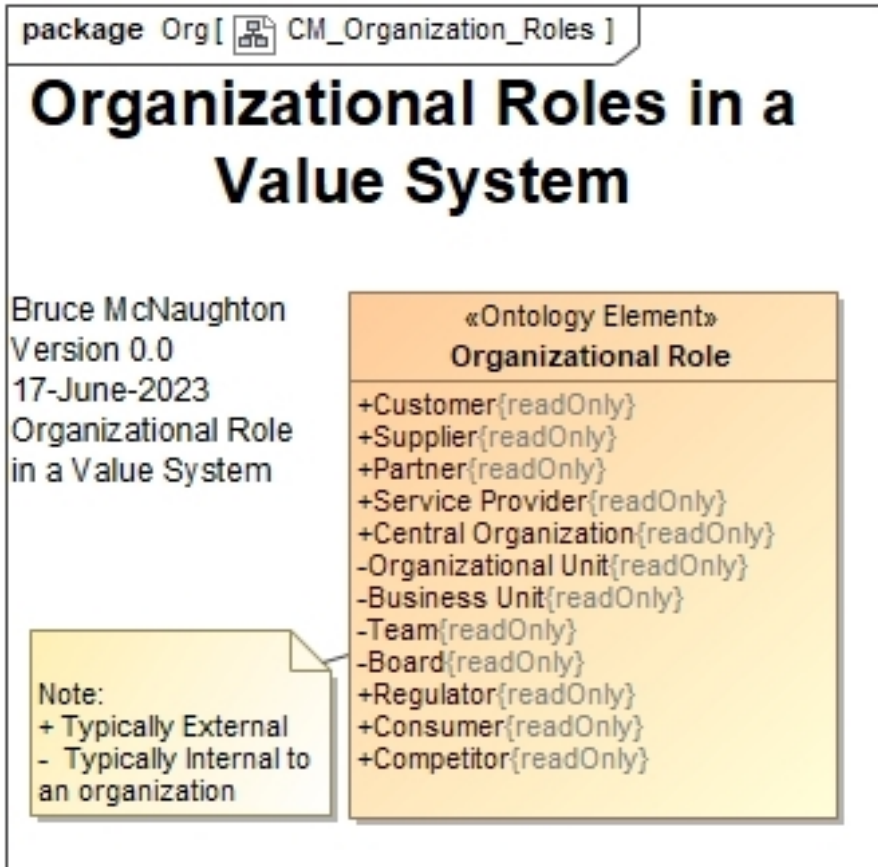 package Org[ CM_Organization_Roles ]
Organizational Roles in a
Value System
Bruce McNaughton
Version 0.0
17-June-2023
Organizational Role
in a Value System
«Ontology Element»
Organizational Role
+Customer{readOnly}
+Supplier{readOnly}
+Partner{readOnly}
+Service Provider{readOnly}
+Central Organization{readOnly}
-Organizational Unit{readOnly}
-Business Unit{readOnly}
-Team{readOnly}
-Board{readOnly}
+Regulator{readOnly}
+Consumer{readOnly}
+Competitor{readOnly}
Note:
+ Typically External
- Typically Internal to
an organization